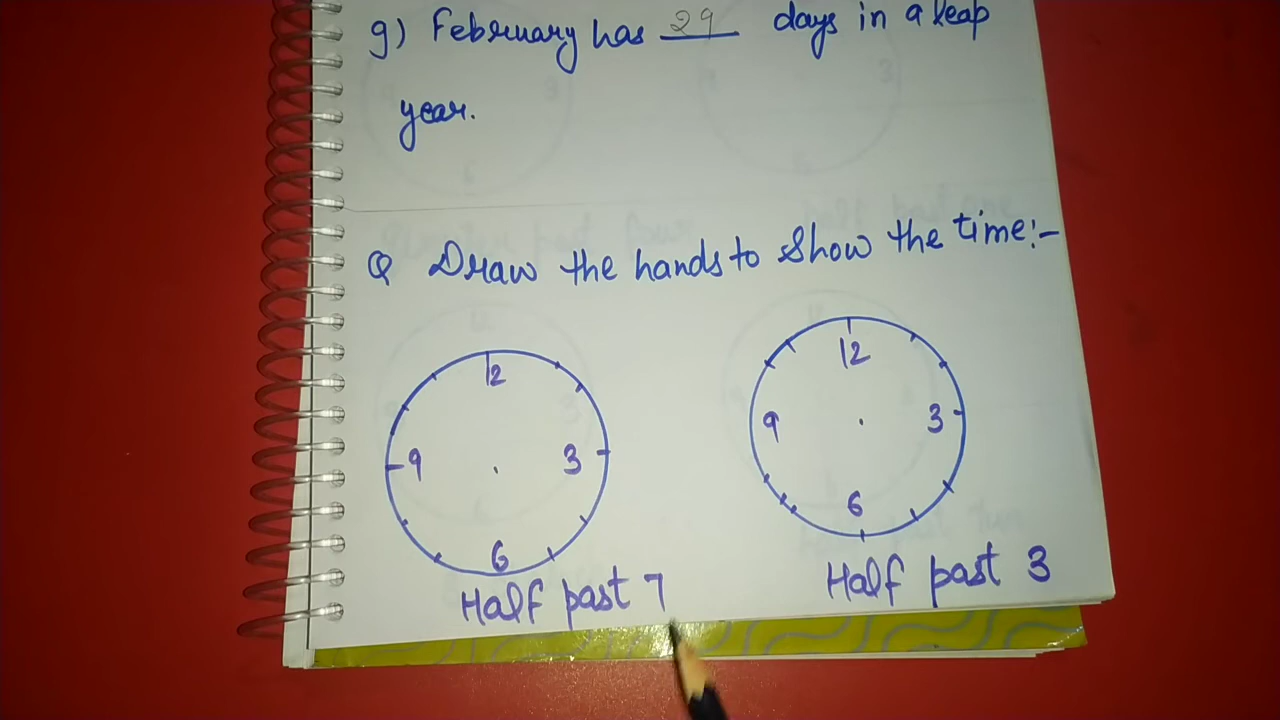 g) February has 29 days in a leap
year.
Q Draw the hands to Show the time:-
12
9 3
6
12
9 3
6
Half past 7 Half past 3